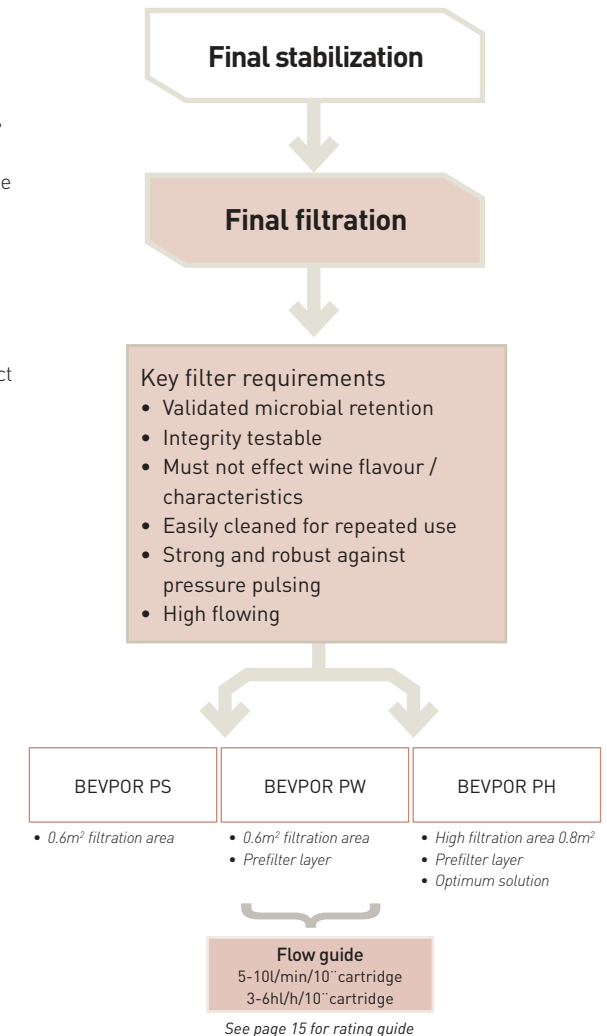 Final stabilization
e
Final filtration
ct
Key filter requirements
• Validated microbial retention
• Integrity testable
• Must not effect wine flavour /
characteristics
• Easily cleaned for repeated use
• Strong and robust against
pressure pulsing
• High flowing
BEVPOR PS
BEVPOR PW
BEVPOR PH
• 0.6m² filtration area
• 0.6m² filtration area
• Prefilter layer
• High filtration area 0.8m²
• Prefilter layer
• Optimum solution
Flow guide
5-10l/min/10¨cartridge
3-6hl/h/10¨cartridge
See page 15 for rating guide